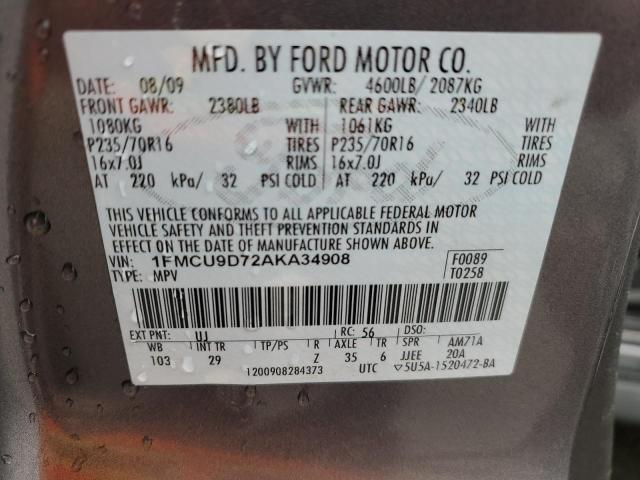 MFD. BY FORD MOTOR CO.
DATE: 08/09 GVWR: 4600LB/ 2087KG
FRONT GAWR: 2380LB REAR GAWR: 2340LB
1080KG WITH 1061KG WITH
P235/70R16 TIRES P235/70R16 TIRES
16x7.0J RIMS 16x7.0J RIMS
AT 220 kPa/ 32 PSI COLD AT 220 kPa/ 32 PSI COLD
THIS VEHICLE CONFORMS TO ALL APPLICABLE FEDERAL MOTOR
VEHICLE SAFETY AND THEFT PREVENTION STANDARDS IN
EFFECT ON THE DATE OF MANUFACTURE SHOWN ABOVE.
VIN: 1FMCU9D72AKA34908 F0089
TYPE: MPV T0258
EXT PNT: UJ RC: 56 DSO:
WB INT TR TP/PS R AXLE TR SPR AM71A
103 29 Z 35 6 JJEE 20A
1200908284373 UTC 5U5A-1520472-BA